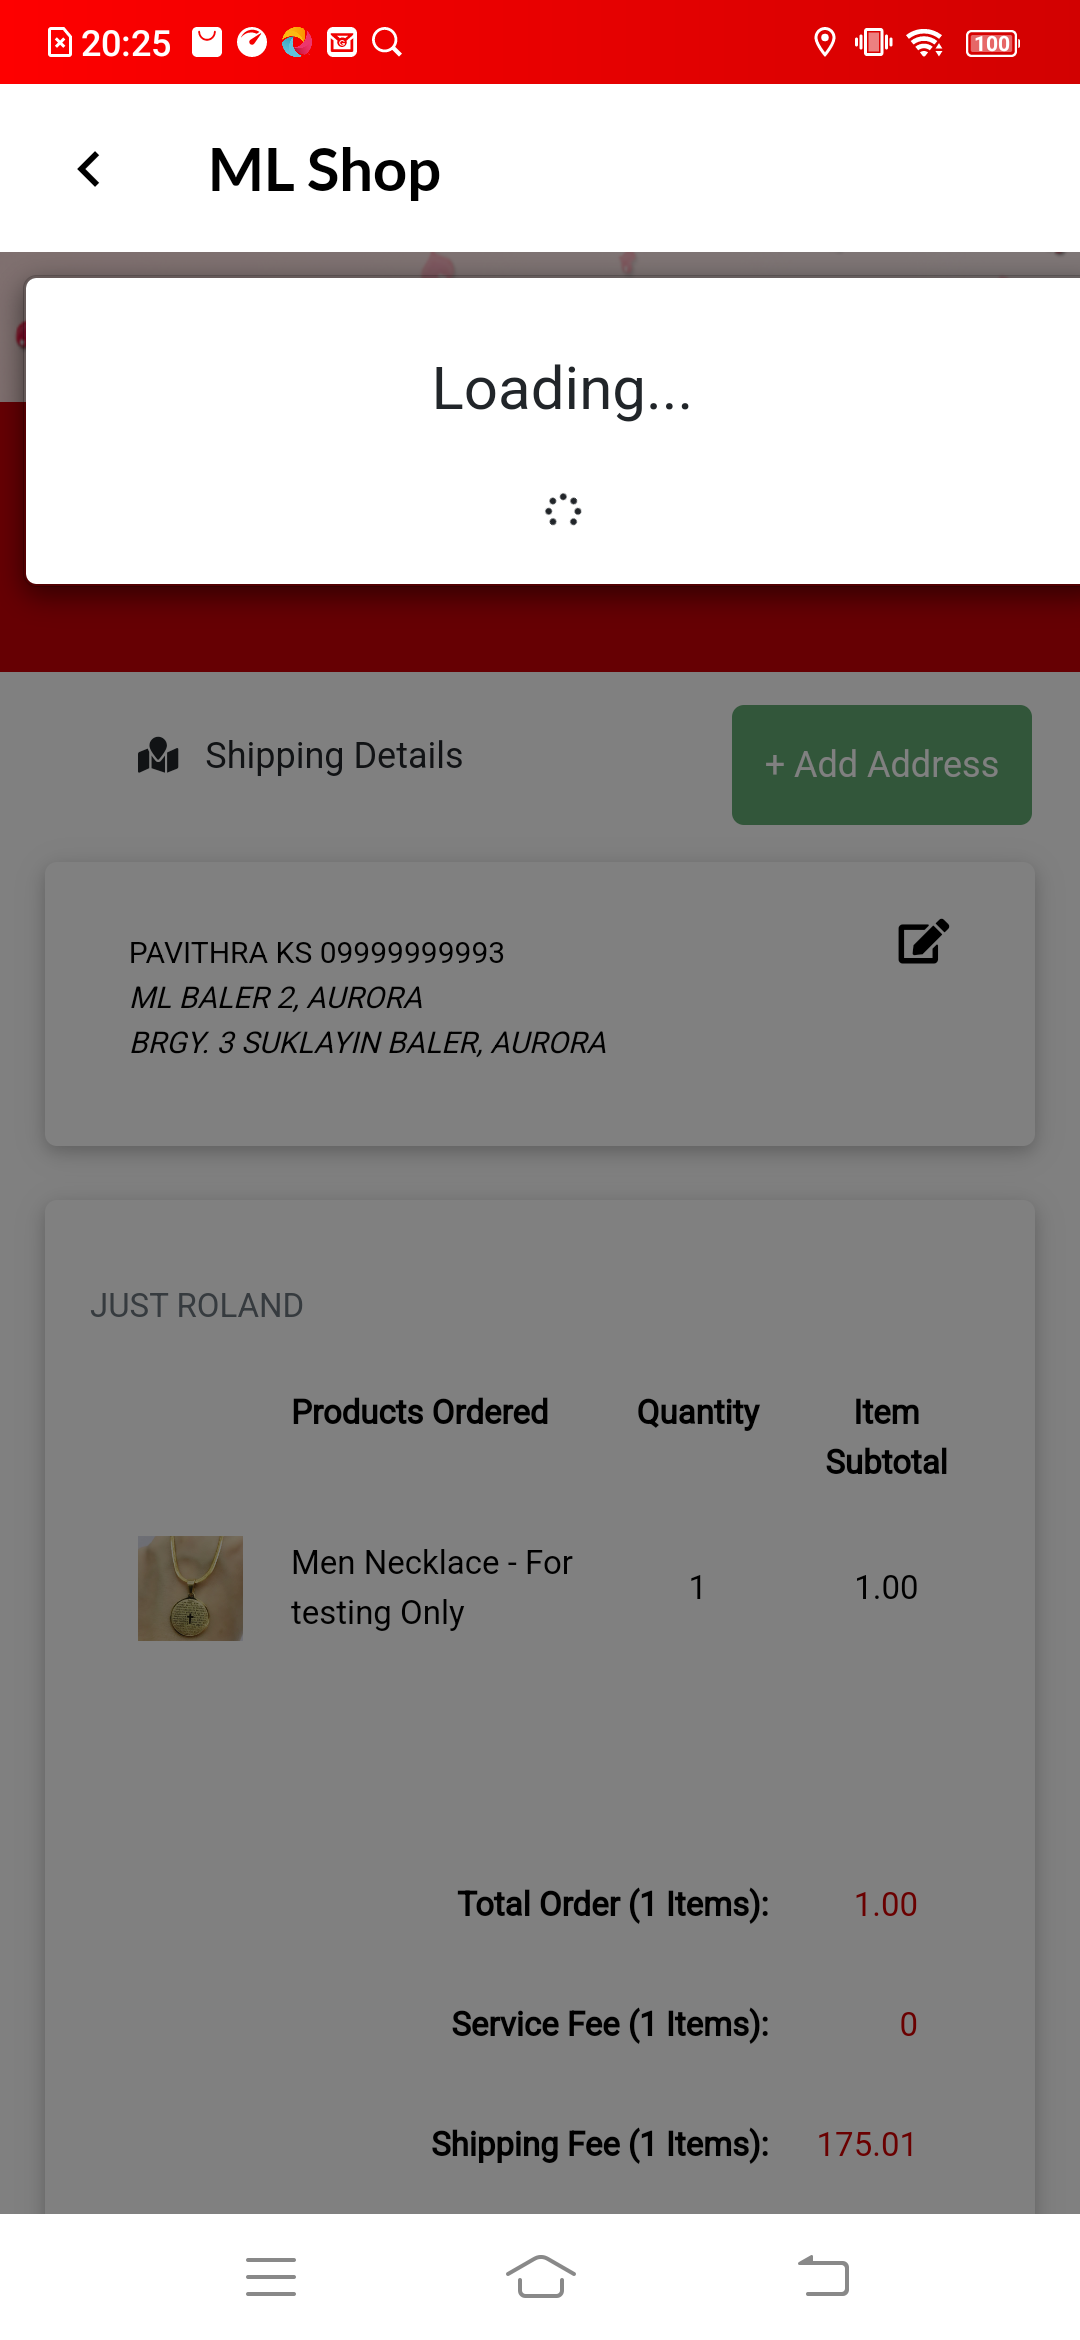 20:25
100
ML Shop
Loading...
Shipping Details
+ Add Address
PAVITHRA KS 09999999993
ML BALER 2, AURORA
BRGY. 3 SUKLAYIN BALER, AURORA
JUST ROLAND
Products Ordered Quantity Item Subtotal
Men Necklace - For
testing Only
1 1.00
Total Order (1 Items): 1.00
Service Fee (1 Items): 0
Shipping Fee (1 Items): 175.01